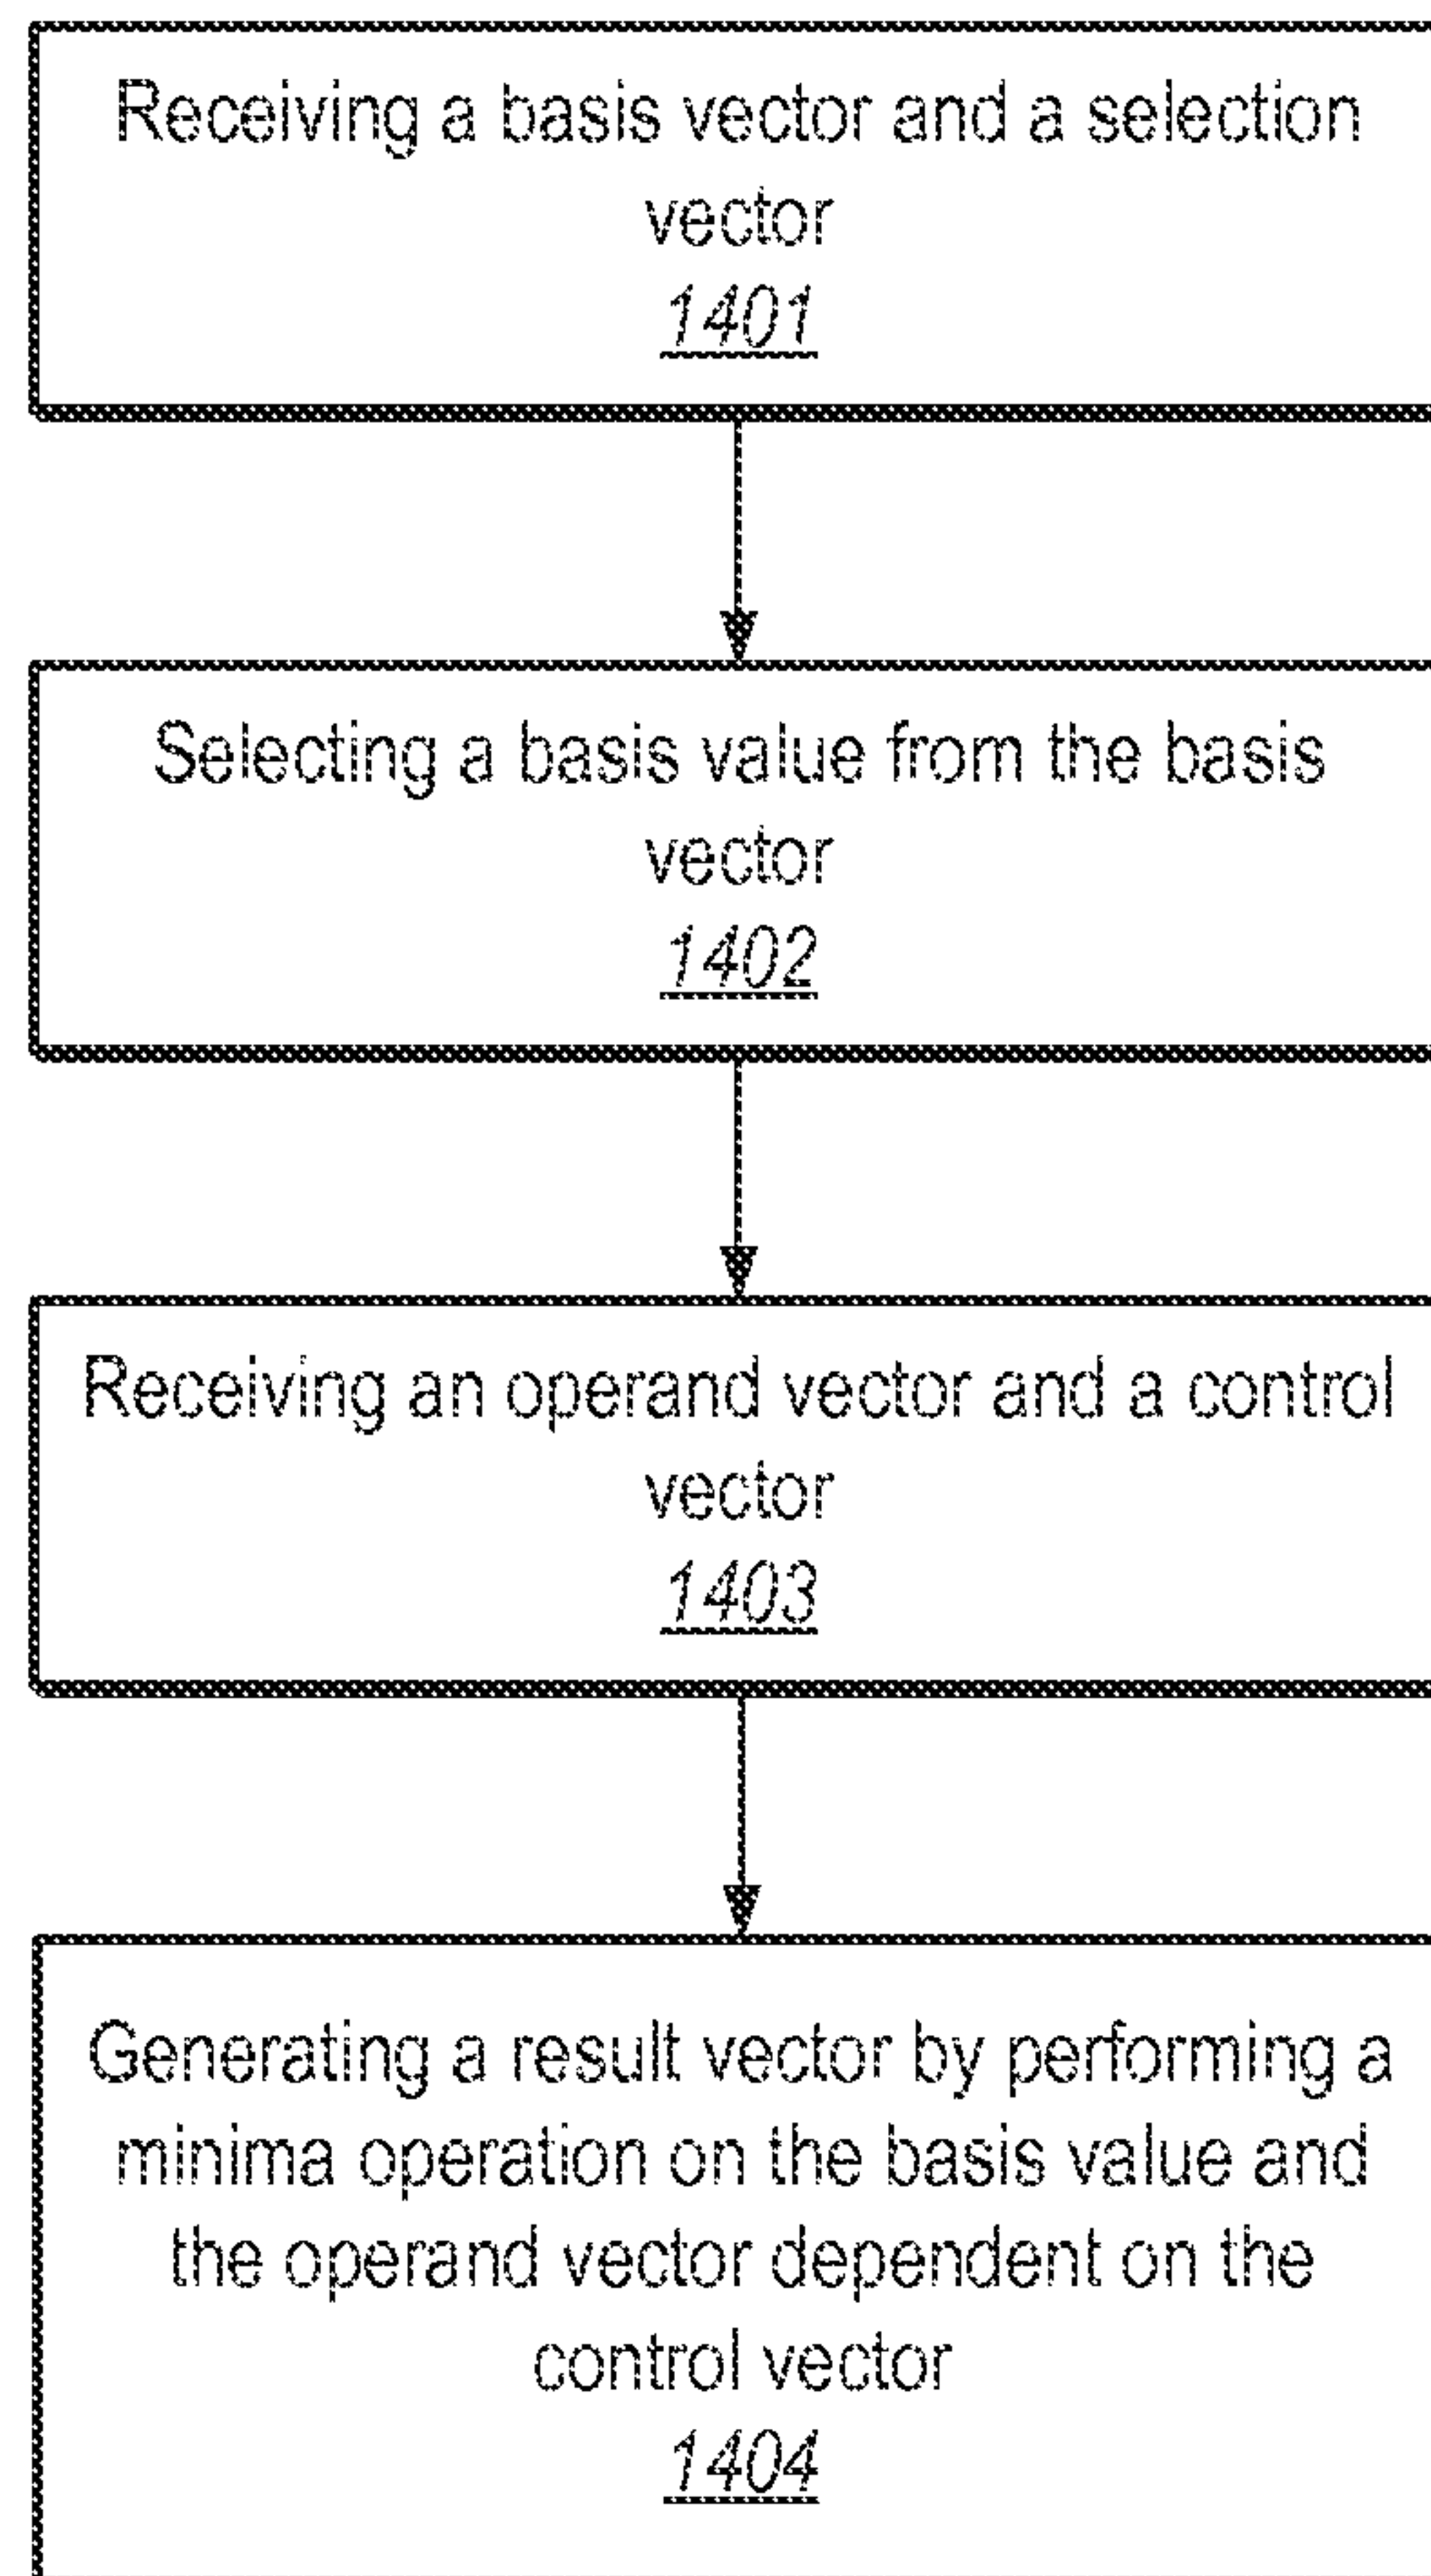 Receiving a basis vector and a selection
vector
1401
Selecting a basis value from the basis
vector
1402
Receiving an operand vector and a control
vector
1403
Generating a result vector by performing a
minima operation on the basis value and
the operand vector dependent on the
control vector
1404